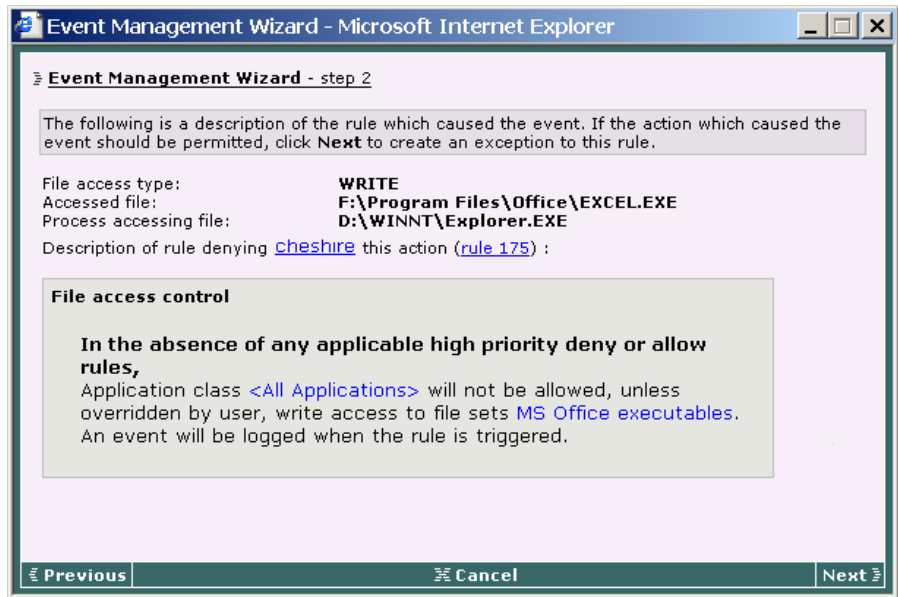 Event Management Wizard - Microsoft Internet Explorer
Event Management Wizard - step 2
The following is a description of the rule which caused the event. If the action which caused the
event should be permitted, click Next to create an exception to this rule.
File access type: WRITE
Accessed file: F:\Program Files\Office\EXCEL.EXE
Process accessing file: D:\WINNT\Explorer.EXE
Description of rule denying cheshire this action (rule 175) :
File access control
In the absence of any applicable high priority deny or allow
rules,
Application class <All Applications> will not be allowed, unless
overridden by user, write access to file sets MS Office executables.
An event will be logged when the rule is triggered.
Previous Cancel Next